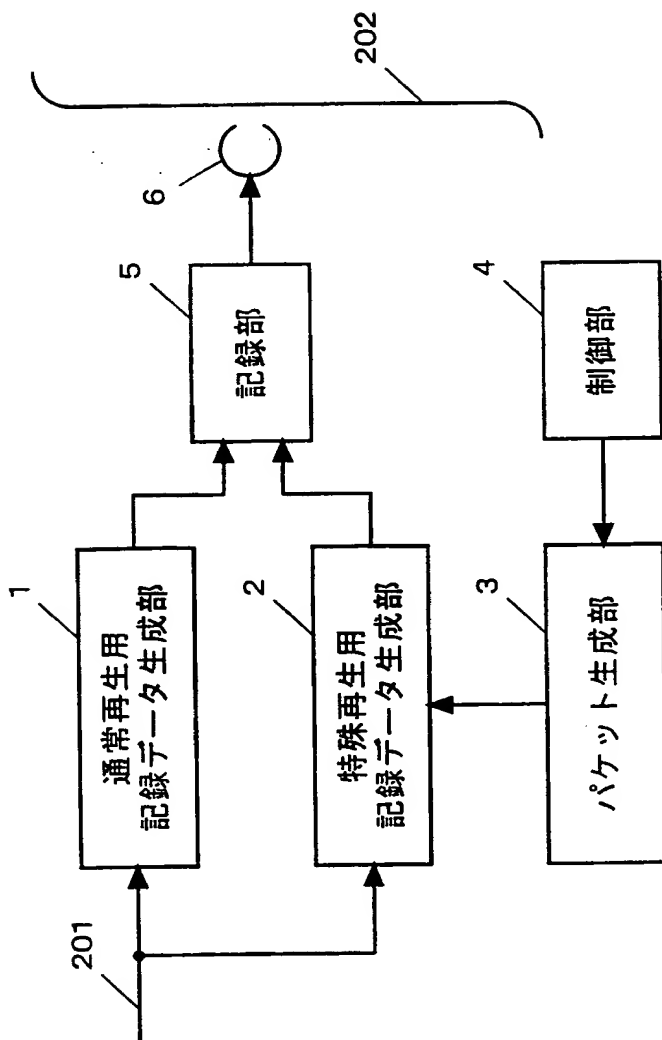 201
1
通常再生用
記録データ生成部
2
特殊再生用
記録データ生成部
3
パケット生成部
4
制御部
5
記録部
6
202